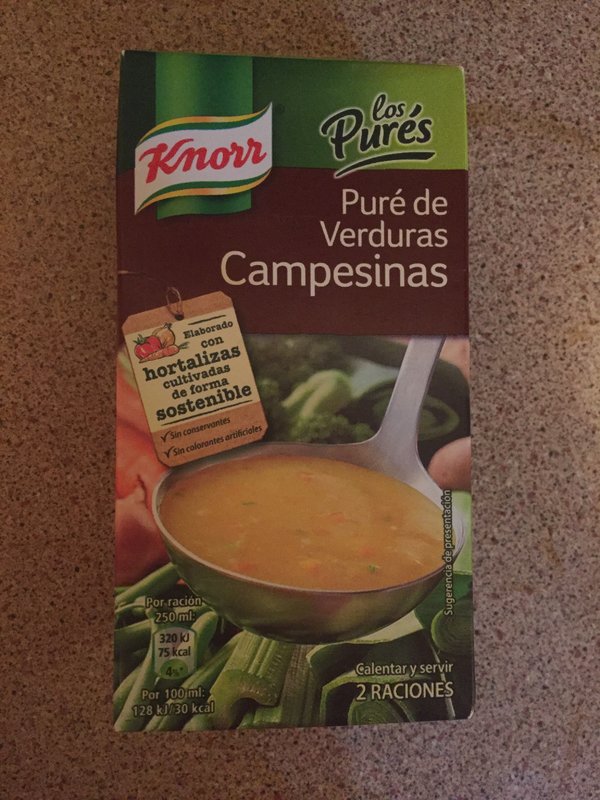 Knorr
los
Purés
Puré de
Verduras
Campesinas
Elaborado
con
hortalizas
cultivadas
de forma
sostenible
✓ Sin conservantes
✓ Sin colorantes artificiales
Sugerencia de presentación
Por ración
250 ml:
320 kJ
75 kcal
4%*
Por 100 ml:
128 kJ/30 kcal
Calentar y servir
2 RACIONES